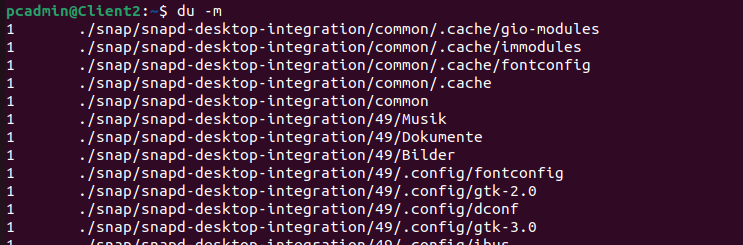 pcadmin@Client2:~$ du -m
1 ./snap/snapd-desktop-integration/common/.cache/gio-modules
1 ./snap/snapd-desktop-integration/common/.cache/immodules
1 ./snap/snapd-desktop-integration/common/.cache/fontconfig
1 ./snap/snapd-desktop-integration/common/.cache
1 ./snap/snapd-desktop-integration/common
1 ./snap/snapd-desktop-integration/49/Musik
1 ./snap/snapd-desktop-integration/49/Dokumente
1 ./snap/snapd-desktop-integration/49/Bilder
1 ./snap/snapd-desktop-integration/49/.config/fontconfig
1 ./snap/snapd-desktop-integration/49/.config/gtk-2.0
1 ./snap/snapd-desktop-integration/49/.config/dconf
1 ./snap/snapd-desktop-integration/49/.config/gtk-3.0
1 ./snap/snapd-desktop-integration/49/.config/ibus